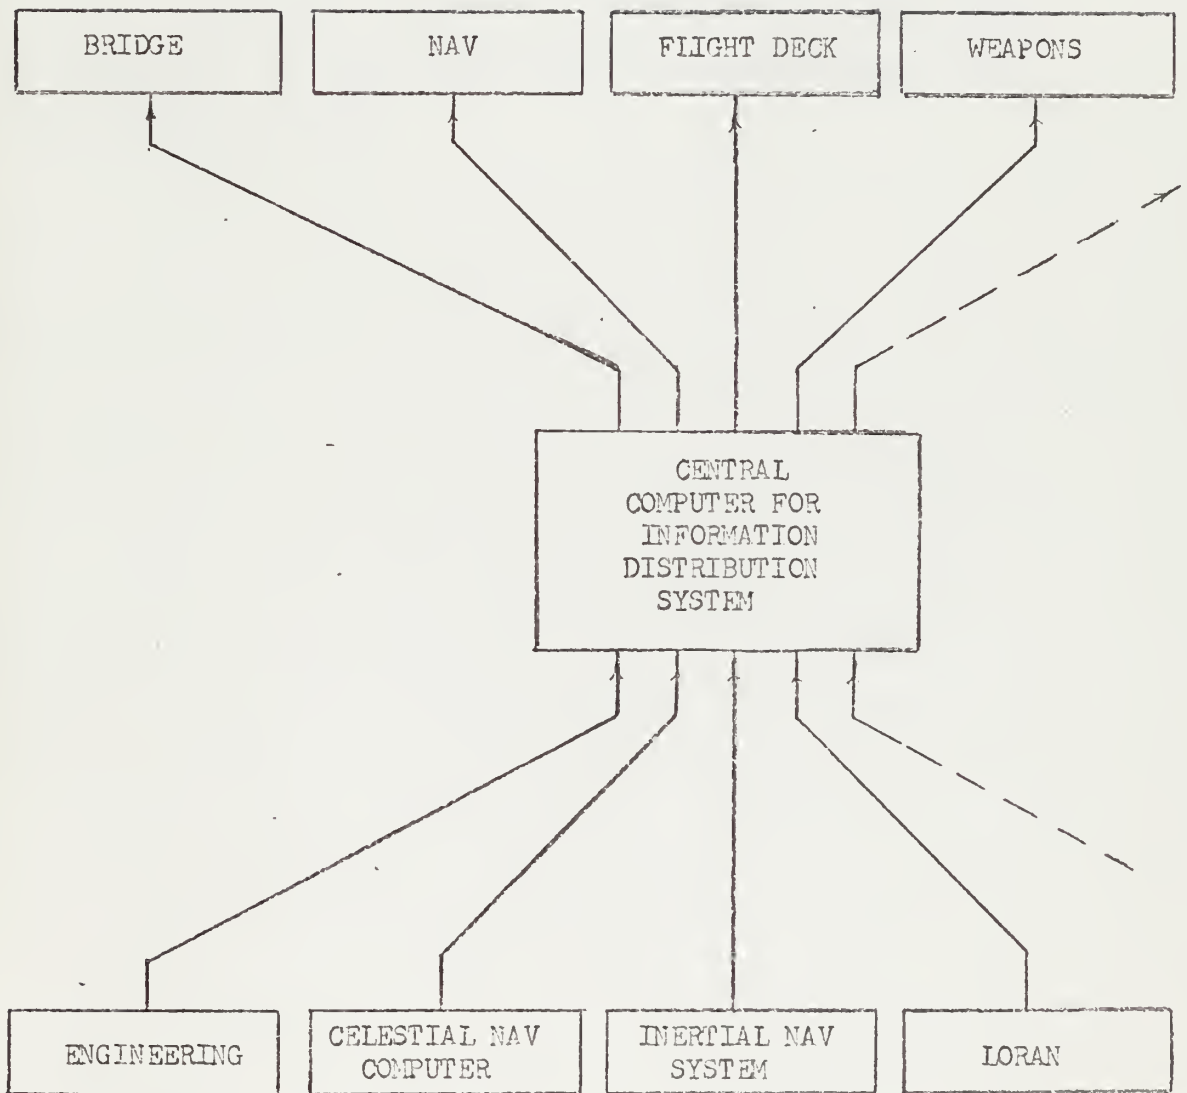 BRIDGE
NAV
FLIGHT DECK
WEAPONS
CENTRAL
COMPUTER FOR
INFORMATION
DISTRIBUTION
SYSTEM
ENGINEERING
CELESTIAL NAV
COMPUTER
INERTIAL NAV
SYSTEM
LORAN